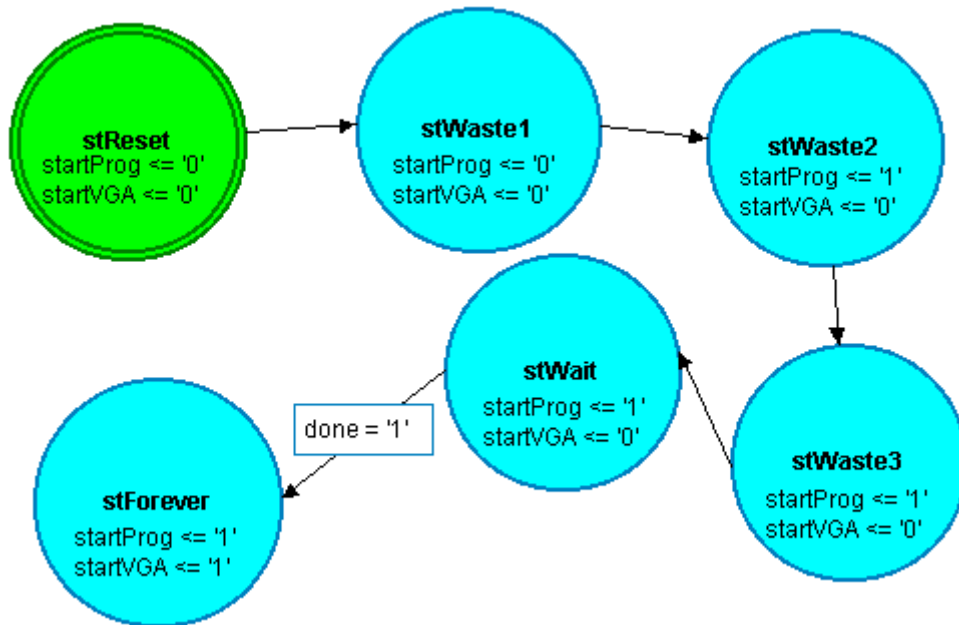 stReset
startProg <= '0'
startVGA <= '0'
stWaste1
startProg <= '0'
startVGA <= '0'
stWaste2
startProg <= '1'
startVGA <= '0'
stWaste3
startProg <= '1'
startVGA <= '0'
stWait
startProg <= '1'
startVGA <= '0'
done = '1'
stForever
startProg <= '1'
startVGA <= '1'